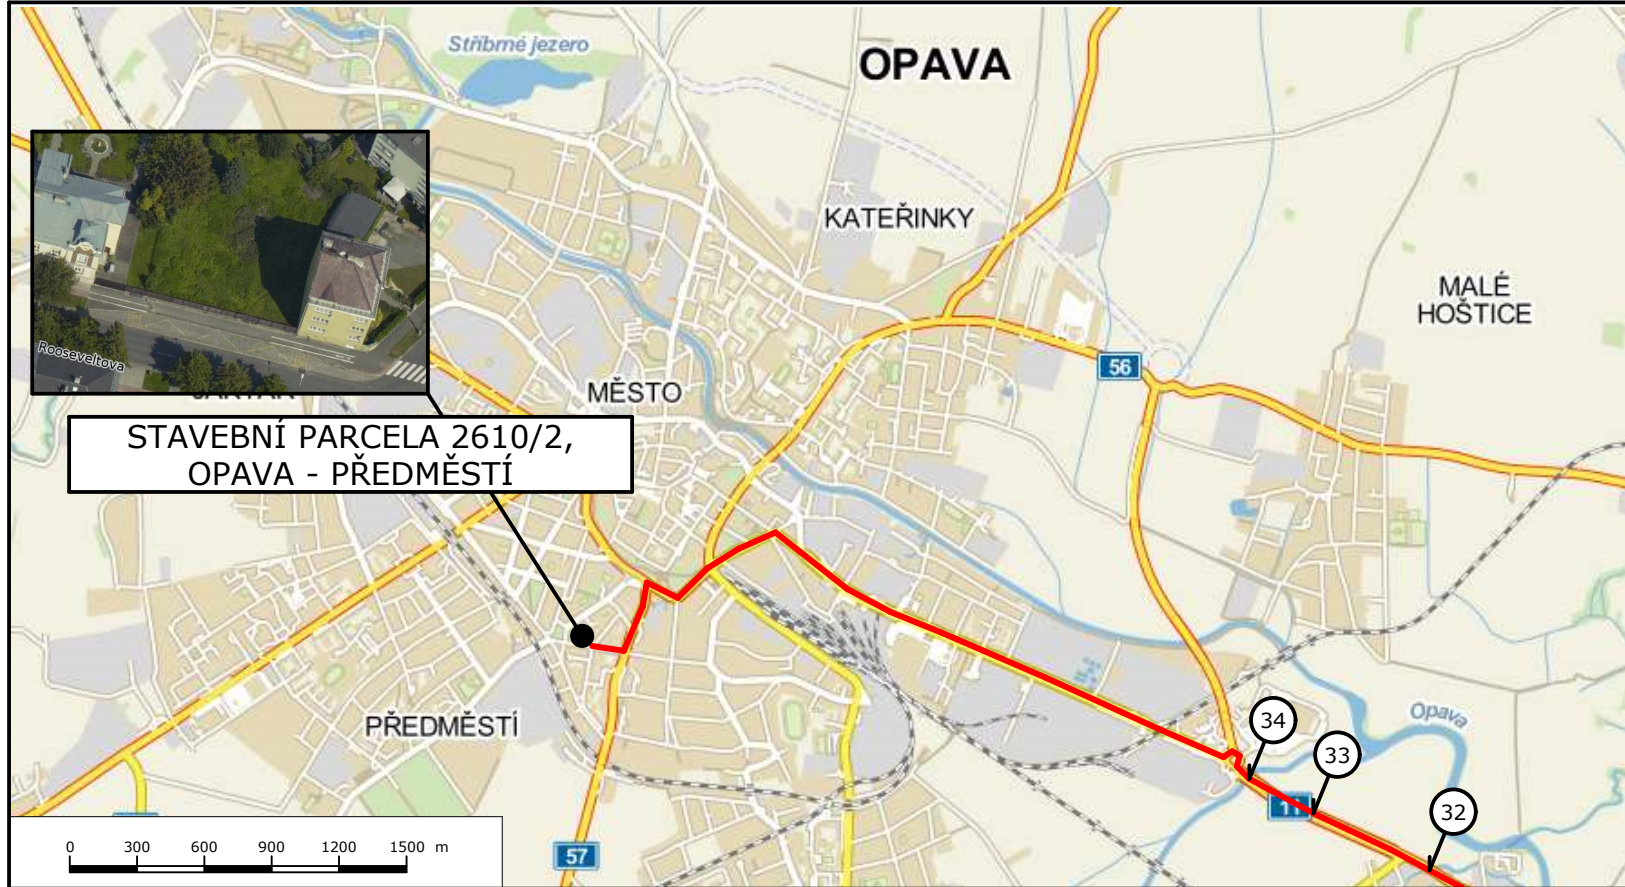 Stříbrné jezero
OPAVA
KATEŘINKY
MALÉ
HOŠTICE
Rooseveltova
56
MĚSTO
STAVEBNÍ PARCELA 2610/2,
OPAVA - PŘEDMĚSTÍ
PŘEDMĚSTÍ
34
Opava
33
11
32
0 300 600 900 1200 1500 m
57